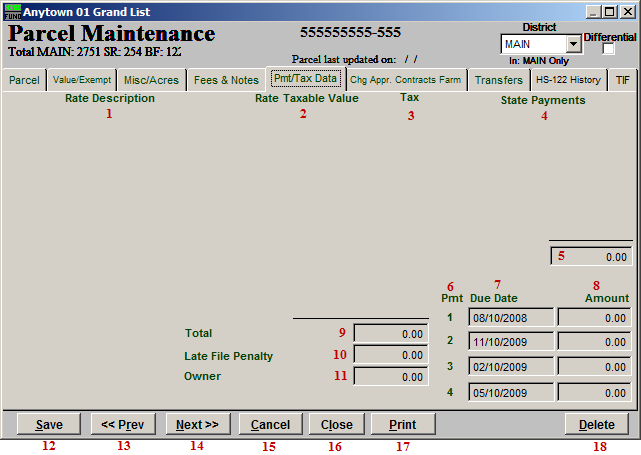 FUND Anytown 01 Grand List
Parcel Maintenance 555555555-555
District
MAIN Differential
Total MAIN: 2751 SR: 254 BF: 122
Parcel last updated on: / / In: MAIN Only
Parcel Value/Exempt Misc/Acres Fees & Notes Pmt/Tax Data Chg Appr. Contracts Farm Transfers HS-122 History TIF
Rate Description Rate Taxable Value Tax State Payments
1 2 3 4
5 0.00
6 7 8
Pmt Due Date Amount
1 08/10/2008 0.00
Total 9 0.00 2 11/10/2009 0.00
Late File Penalty 10 0.00 3 02/10/2009 0.00
Owner 11 0.00
4 05/10/2009 0.00
Save << Prev Next >> Cancel Close Print Delete
12 13 14 15 16 17 18